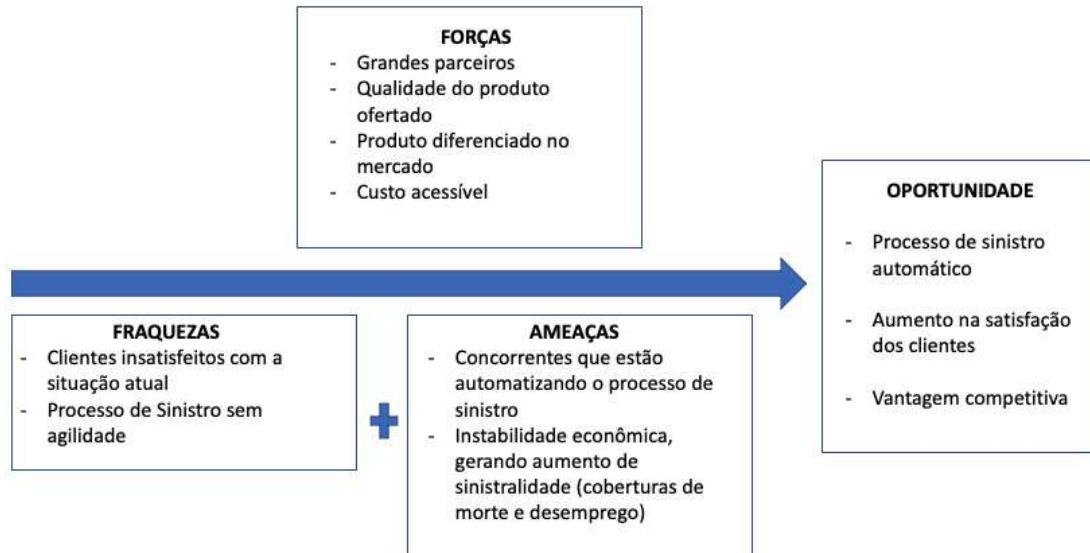 FORÇAS
- Grandes parceiros
- Qualidade do produto
ofertado
- Produto diferenciado no
mercado
- Custo acessível
OPORTUNIDADE
- Processo de sinistro
automático
- Aumento na satisfação
dos clientes
- Vantagem competitiva
FRAQUEZAS
- Clientes insatisfeitos com a
situação atual
- Processo de Sinistro sem
agilidade
AMEAÇAS
- Concorrentes que estão
automatizando o processo de
sinistro
- Instabilidade econômica,
gerando aumento de
sinistralidade (coberturas de
morte e desemprego)